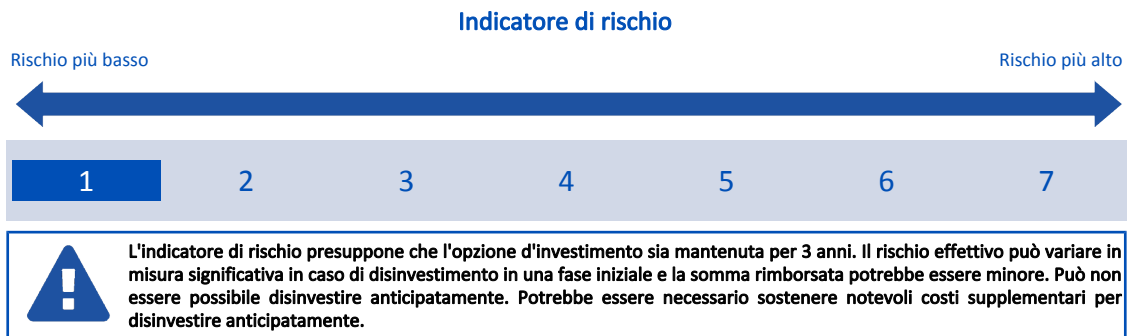 Indicatore di rischio
Rischio più basso Rischio più alto
1 2 3 4 5 6 7
L'indicatore di rischio presuppone che l'opzione d'investimento sia mantenuta per 3 anni. Il rischio effettivo può variare in
misura significativa in caso di disinvestimento in una fase iniziale e la somma rimborsata potrebbe essere minore. Può non
essere possibile disinvestire anticipatamente. Potrebbe essere necessario sostenere notevoli costi supplementari per
disinvestire anticipatamente.